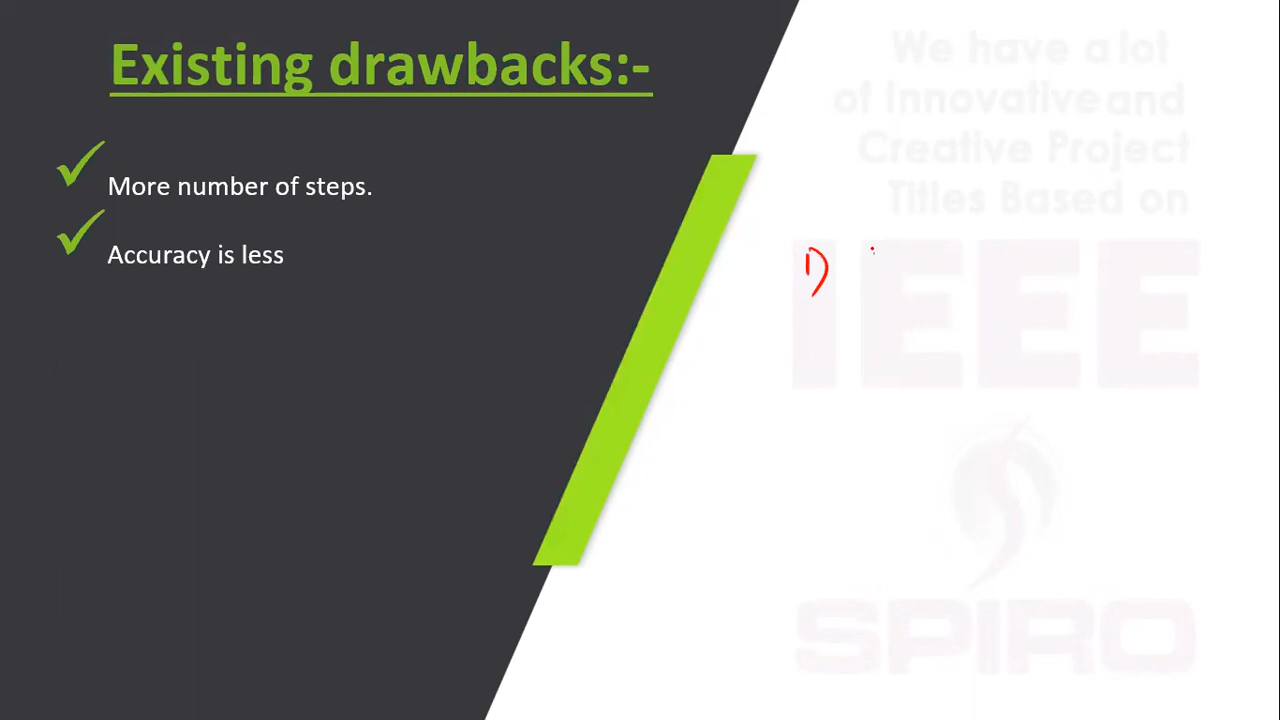 Existing drawbacks:-
More number of steps.
Accuracy is less
We have a lot
of Innovative and
Creative Project
Titles Based on
IEEE
SPIRO
1)